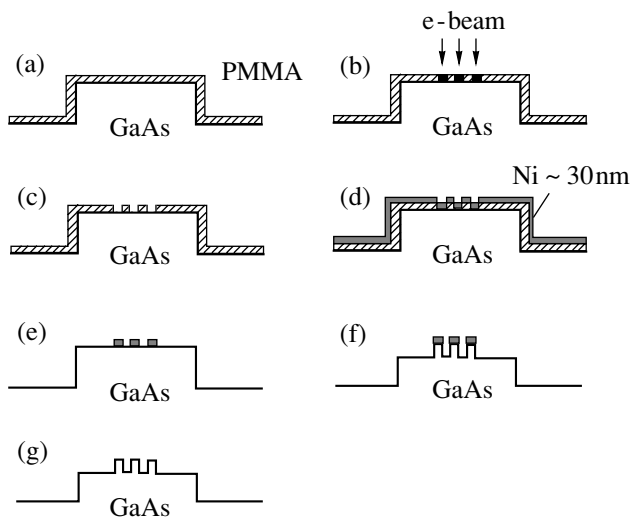 e-beam
(a)
PMMA
(b)
GaAs
GaAs
(c)
(d)
Ni ~ 30nm
GaAs
GaAs
(e)
(f)
GaAs
GaAs
(g)
GaAs